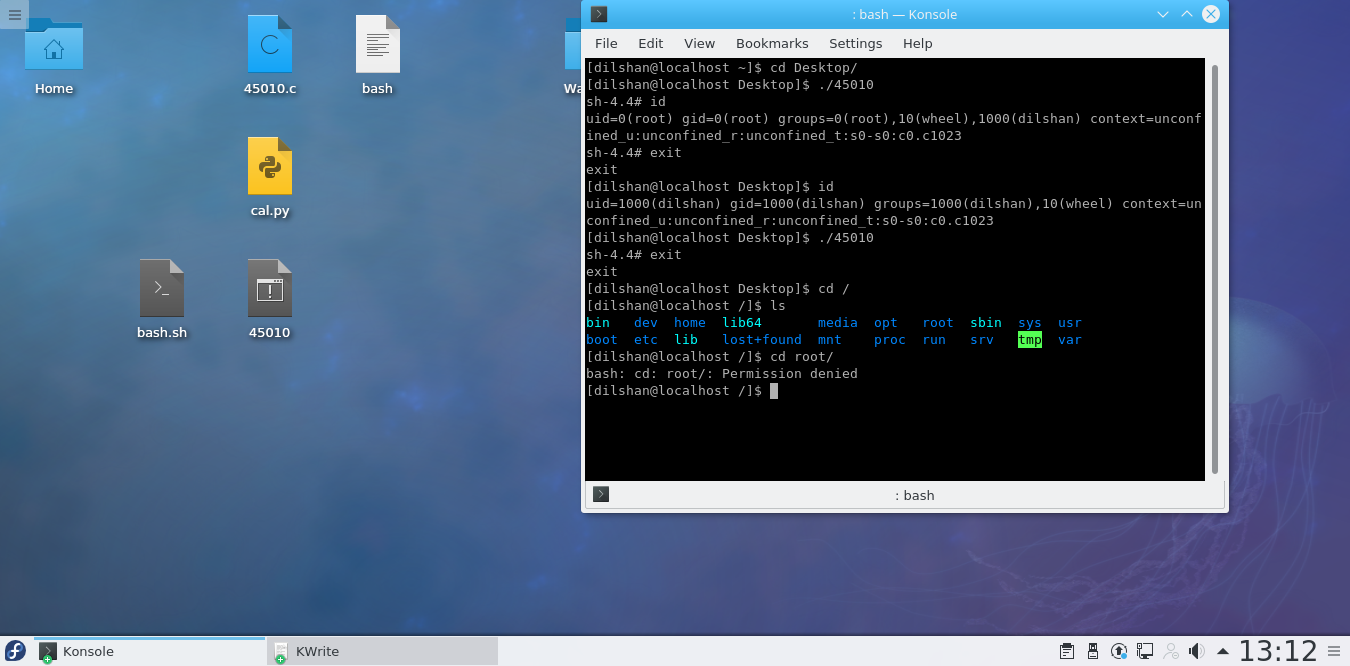 Home
45010.c
bash
cal.py
bash.sh
45010
: bash — Konsole
File Edit View Bookmarks Settings Help
[dilshan@localhost ~]$ cd Desktop/
[dilshan@localhost Desktop]$ ./45010
sh-4.4# id
uid=0(root) gid=0(root) groups=0(root),10(wheel),1000(dilshan) context=unconf
ined_u:unconfined_r:unconfined_t:s0-s0:c0.c1023
sh-4.4# exit
exit
[dilshan@localhost Desktop]$ id
uid=1000(dilshan) gid=1000(dilshan) groups=1000(dilshan),10(wheel) context=un
confined_u:unconfined_r:unconfined_t:s0-s0:c0.c1023
[dilshan@localhost Desktop]$ ./45010
sh-4.4# exit
exit
[dilshan@localhost Desktop]$ cd /
[dilshan@localhost /]$ ls
bin dev home lib64 media opt root sbin sys usr
boot etc lib lost+found mnt proc run srv tmp var
[dilshan@localhost /]$ cd root/
bash: cd: root/: Permission denied
[dilshan@localhost /]$
: bash
Konsole
KWrite
13:12